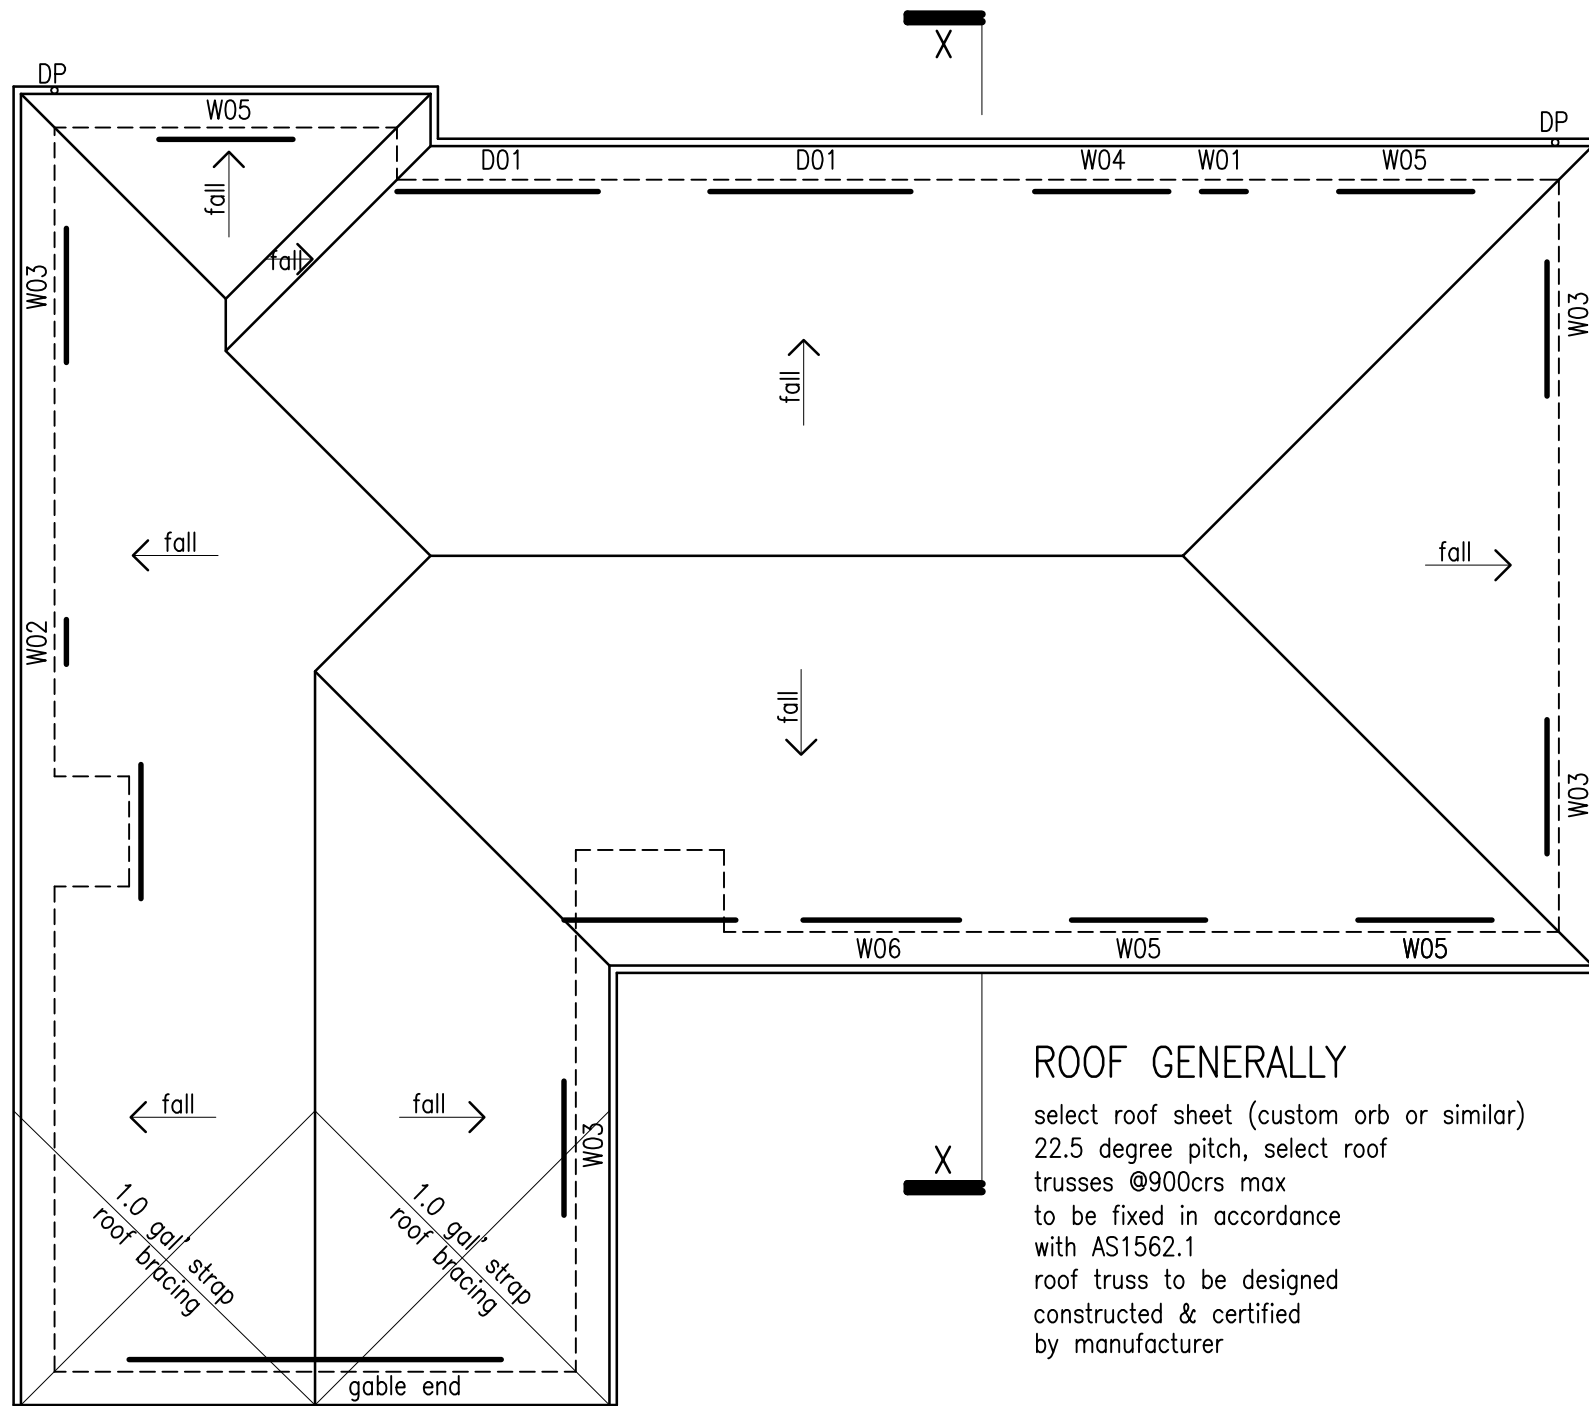 X
DP
W05
DP
D01
D01
W04
W01
W05
fall
fall
W03
W03
fall
fall
fall
W02
fall
W03
W06
W05
W05
ROOF GENERALLY
select roof sheet (custom orb or similar)
22.5 degree pitch, select roof
trusses @900crs max
to be fixed in accordance
with AS1562.1
roof truss to be designed
constructed & certified
by manufacturer
fall
fall
W03
X
1.0 gal' strap
roof bracing
1.0 gal' strap
roof bracing
gable end